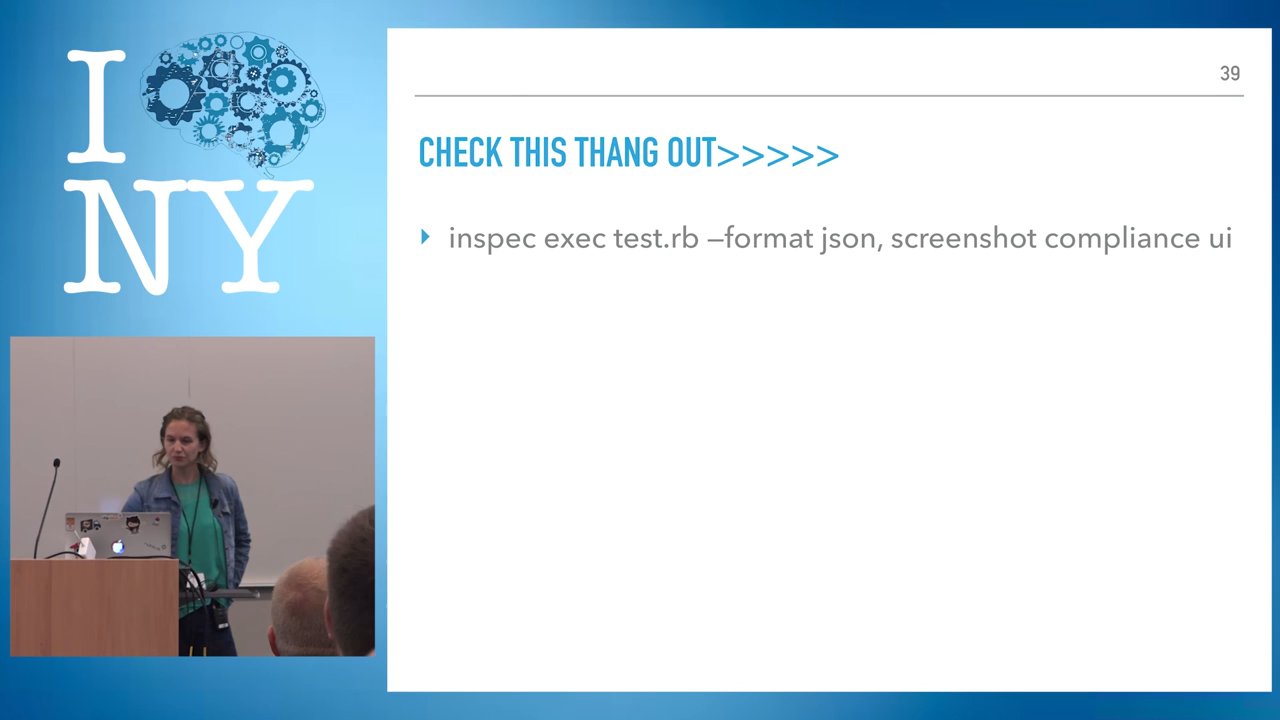 I
NY
39
CHECK THIS THANG OUT>>>>>
inspec exec test.rb —format json, screenshot compliance ui